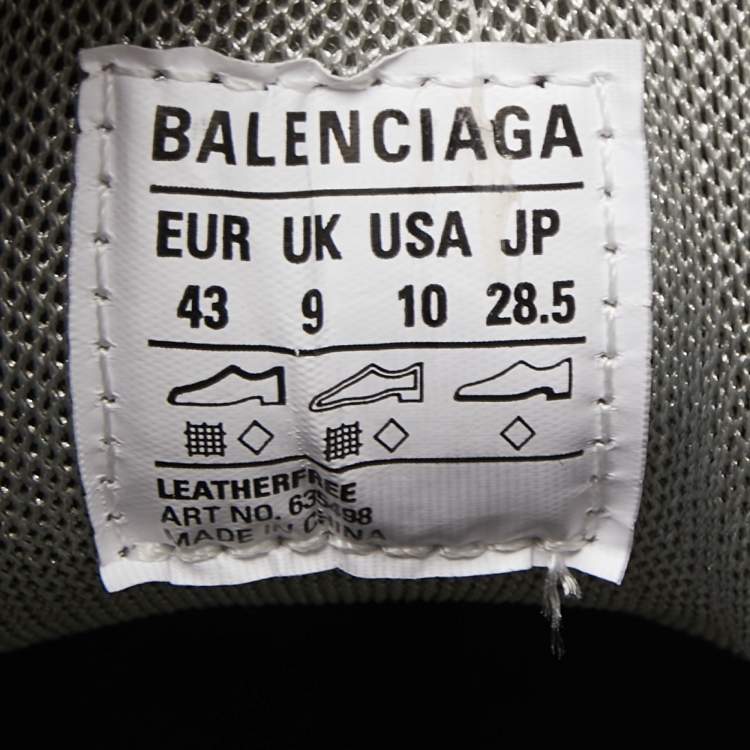 BALENCIAGA
EUR UK USA JP
43 9 10 28.5
LEATHERFREE
ART NO.
MADE IN CHINA